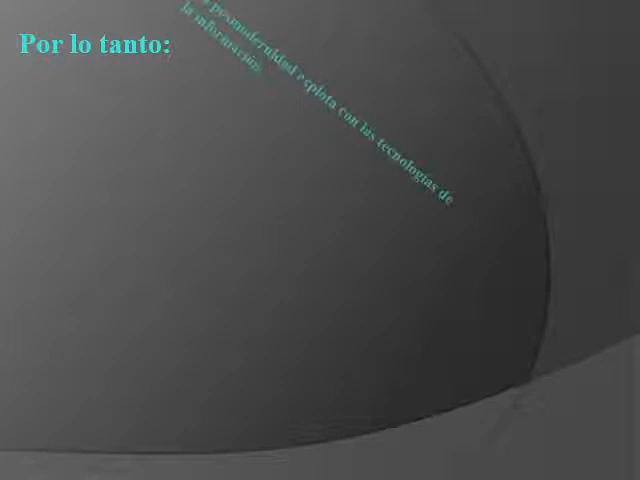 Por lo tanto:
posmodernidad explota con las tecnologías de
la información.